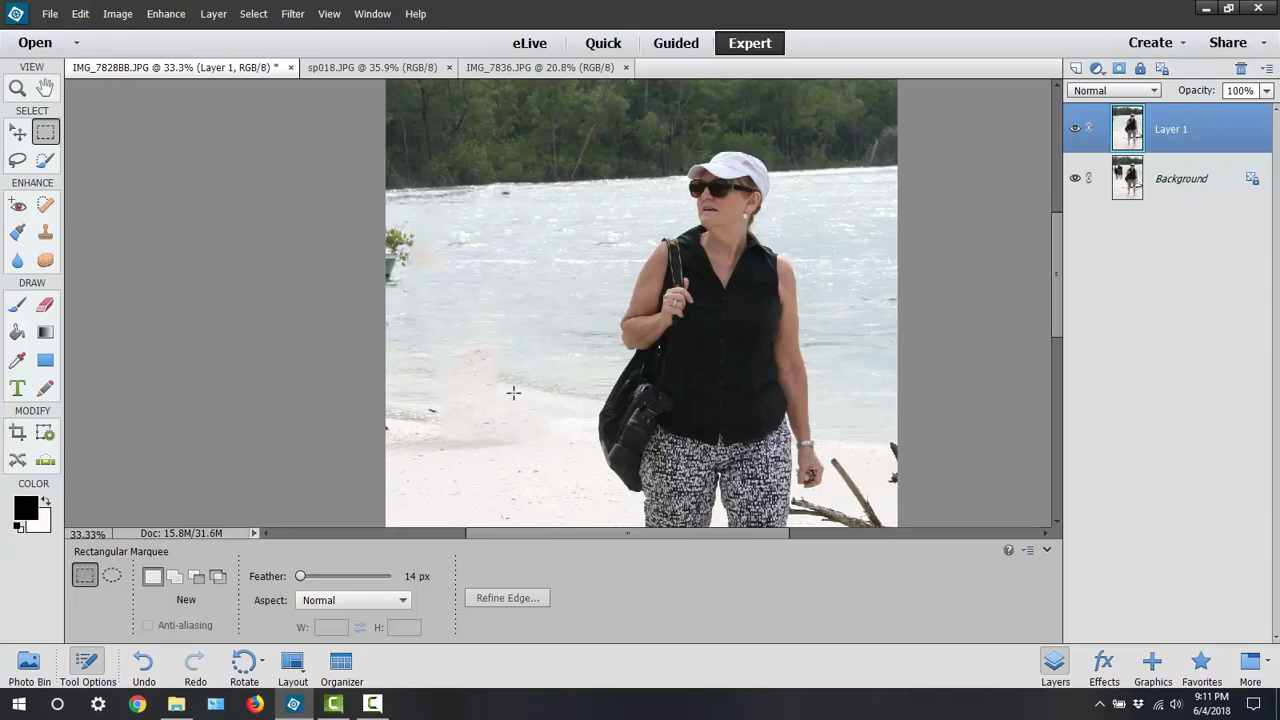 File Edit Image Enhance Layer Select Filter View Window Help
Open eLive Quick Guided Expert Create Share
VIEW IMG_7828BB.JPG @ 33.3% (Layer 1, RGB/8) * × sp018.JPG @ 35.9% (RGB/8) × IMG_7836.JPG @ 20.8% (RGB/8) ×
Normal Opacity: 100%
SELECT
Layer 1
ENHANCE
Background
DRAW
MODIFY
COLOR
33.33% Doc: 15.8M/31.6M
Rectangular Marquee
Feather: 14 px
New Aspect: Normal Refine Edge...
Anti-aliasing W: H:
Photo Bin Tool Options Undo Redo Rotate Layout Organizer Layers Effects Graphics Favorites More
9:11 PM
6/4/2018